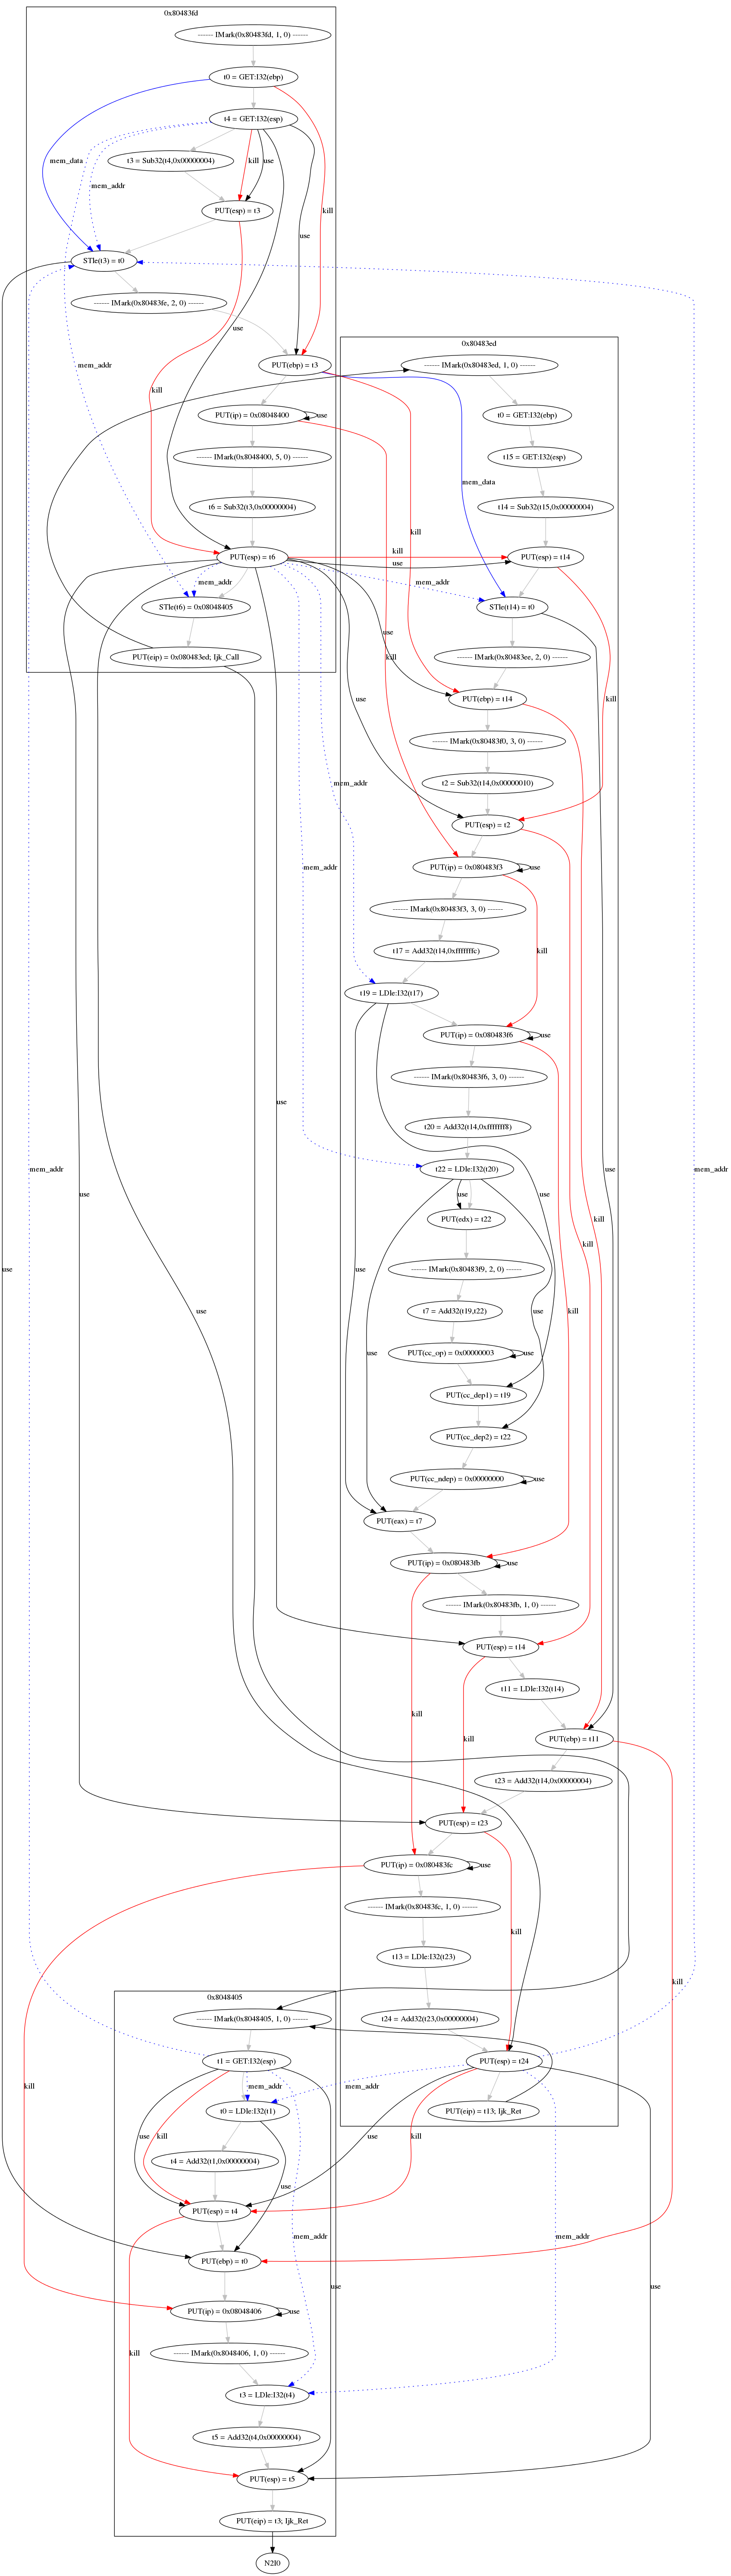 0x80483fd
------ IMark(0x80483fd, 1, 0) ------
t0 = GET:I32(ebp)
t4 = GET:I32(esp)
mem_data
t3 = Sub32(t4,0x00000004)
kill
use
mem_addr
PUT(esp) = t3
kill
use
STle(t3) = t0
------ IMark(0x80483fe, 2, 0) ------
use
mem_addr
PUT(ebp) = t3
kill
PUT(ip) = 0x08048400
use
------ IMark(0x8048400, 5, 0) ------
t6 = Sub32(t3,0x00000004)
PUT(esp) = t6
kill
use
mem_addr
mem_addr
STle(t6) = 0x08048405
PUT(eip) = 0x080483ed; Ijk_Call
0x80483ed
------ IMark(0x80483ed, 1, 0) ------
t0 = GET:I32(ebp)
t15 = GET:I32(esp)
mem_data
t14 = Sub32(t15,0x00000004)
kill
PUT(esp) = t14
STle(t14) = t0
use
------ IMark(0x80483ee, 2, 0) ------
kill
use
PUT(ebp) = t14
kill
------ IMark(0x80483f0, 3, 0) ------
t2 = Sub32(t14,0x00000010)
mem_addr
PUT(esp) = t2
PUT(ip) = 0x080483f3
use
mem_addr
------ IMark(0x80483f3, 3, 0) ------
t17 = Add32(t14,0xfffffffc)
kill
t19 = LDle:I32(t17)
PUT(ip) = 0x080483f6
use
------ IMark(0x80483f6, 3, 0) ------
use
t20 = Add32(t14,0xfffffff8)
mem_addr
t22 = LDle:I32(t20)
mem_addr
use
use
use
use
PUT(edx) = t22
kill
kill
------ IMark(0x80483f9, 2, 0) ------
use
use
use
use
kill
t7 = Add32(t19,t22)
PUT(cc_op) = 0x00000003
use
PUT(cc_dep1) = t19
PUT(cc_dep2) = t22
PUT(cc_ndep) = 0x00000000
use
PUT(eax) = t7
PUT(ip) = 0x080483fb
use
------ IMark(0x80483fb, 1, 0) ------
PUT(esp) = t14
t11 = LDle:I32(t14)
kill
kill
PUT(ebp) = t11
t23 = Add32(t14,0x00000004)
PUT(esp) = t23
PUT(ip) = 0x080483fc
use
------ IMark(0x80483fc, 1, 0) ------
kill
t13 = LDle:I32(t23)
kill
t24 = Add32(t23,0x00000004)
PUT(esp) = t24
PUT(eip) = t13; Ijk_Ret
0x8048405
------ IMark(0x8048405, 1, 0) ------
t1 = GET:I32(esp)
kill
mem_addr
mem_addr
t0 = LDle:I32(t1)
use
kill
use
kill
t4 = Add32(t1,0x00000004)
use
mem_addr
mem_addr
PUT(esp) = t4
PUT(ebp) = t0
use
use
PUT(ip) = 0x08048406
use
kill
------ IMark(0x8048406, 1, 0) ------
t3 = LDle:I32(t4)
t5 = Add32(t4,0x00000004)
PUT(esp) = t5
PUT(eip) = t3; Ijk_Ret
N2I0